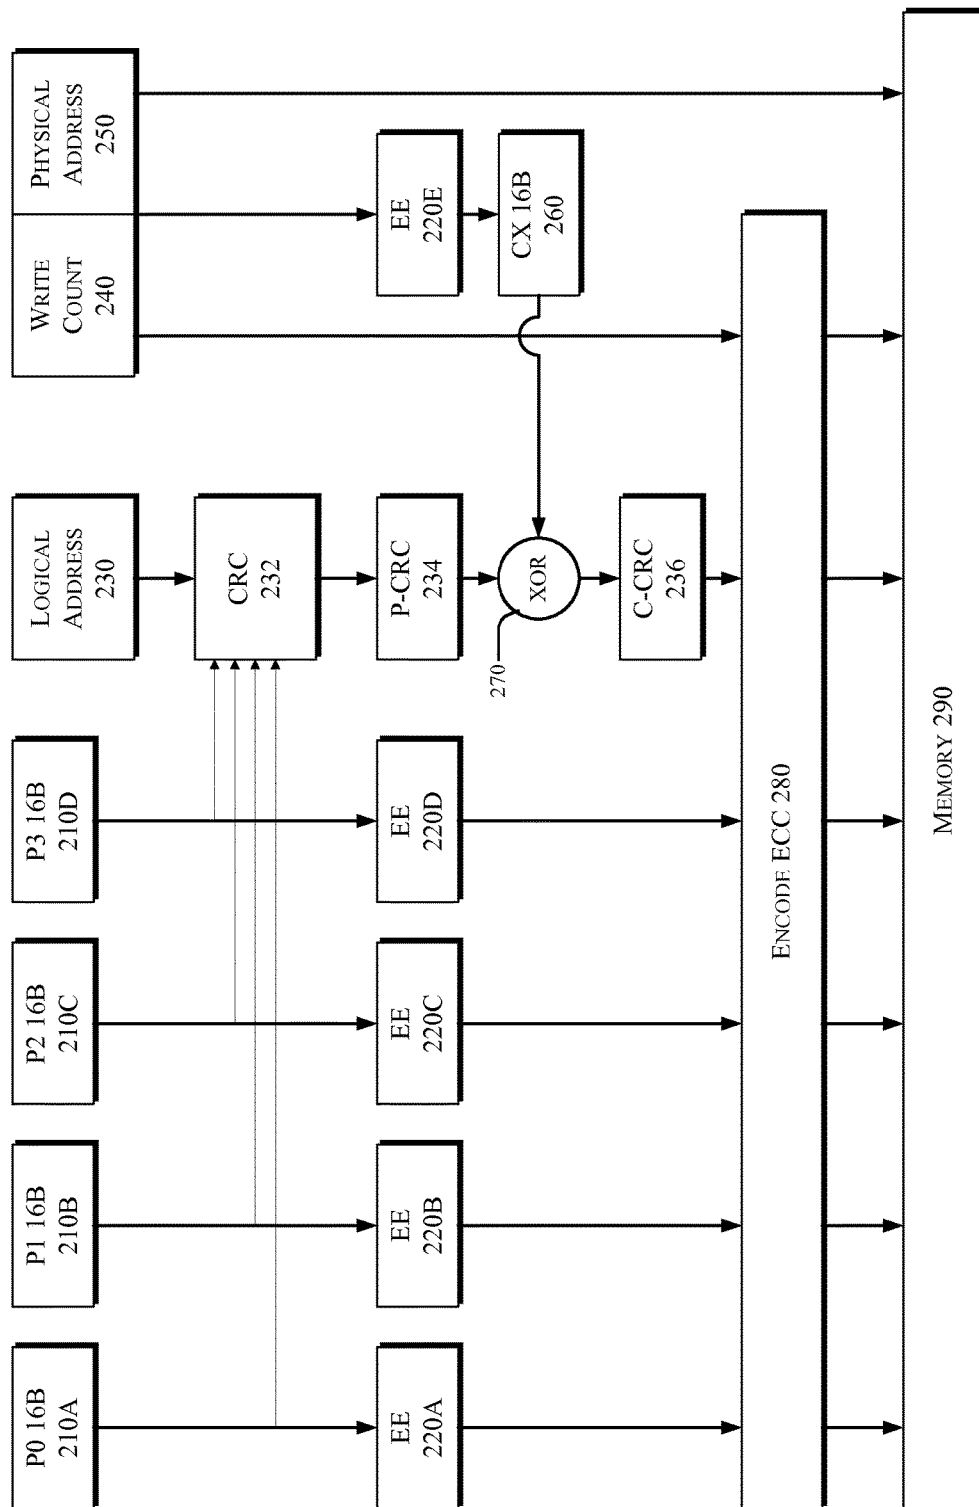 P0 16B
210A
P1 16B
210B
P2 16B
210C
P3 16B
210D
LOGICAL
ADDRESS
230
WRITE
COUNT
240
PHYSICAL
ADDRESS
250
CRC
232
EE
220A
EE
220B
EE
220C
EE
220D
P-CRC
234
EE
220E
270
XOR
CX 16B
260
C-CRC
236
ENCODE ECC 280
MEMORY 290